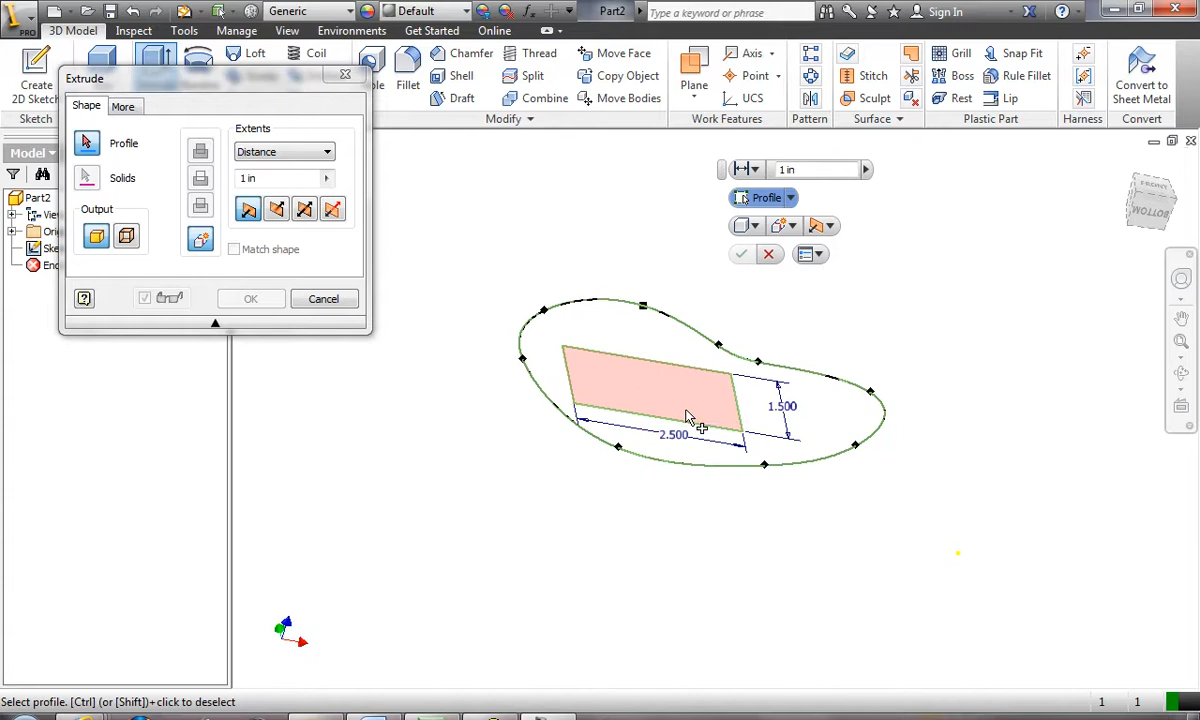 PRO
Generic
Default
Part2
Type a keyword or phrase
Sign In
3D Model
Inspect
Tools
Manage
View
Environments
Get Started
Online
Create
2D Sketch
Loft
Coil
Fillet
Chamfer
Thread
Move Face
Shell
Split
Copy Object
Draft
Combine
Move Bodies
Plane
Axis
Point
UCS
Stitch
Sculpt
Grill
Snap Fit
Boss
Rule Fillet
Rest
Lip
Convert to
Sheet Metal
Sketch
Modify
Work Features
Pattern
Surface
Plastic Part
Harness
Convert
Extrude
Shape
More
Profile
Solids
Output
Extents
Distance
1 in
Match shape
OK
Cancel
Model
Part2
1 in
Profile
FRONT
BOTTOM
1.500
2.500
Select profile. [Ctrl] (or [Shift])+click to deselect
1
1